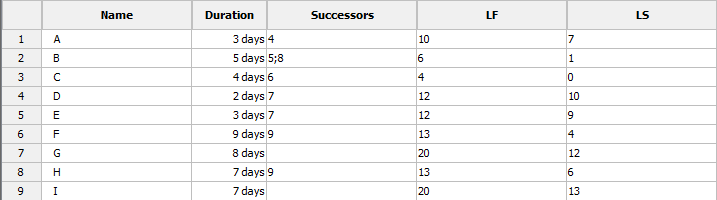 Name Duration Successors LF LS
1 A 3 days 4 10 7
2 B 5 days 5;8 6 1
3 C 4 days 6 4 0
4 D 2 days 7 12 10
5 E 3 days 7 12 9
6 F 9 days 9 13 4
7 G 8 days 20 12
8 H 7 days 9 13 6
9 I 7 days 20 13